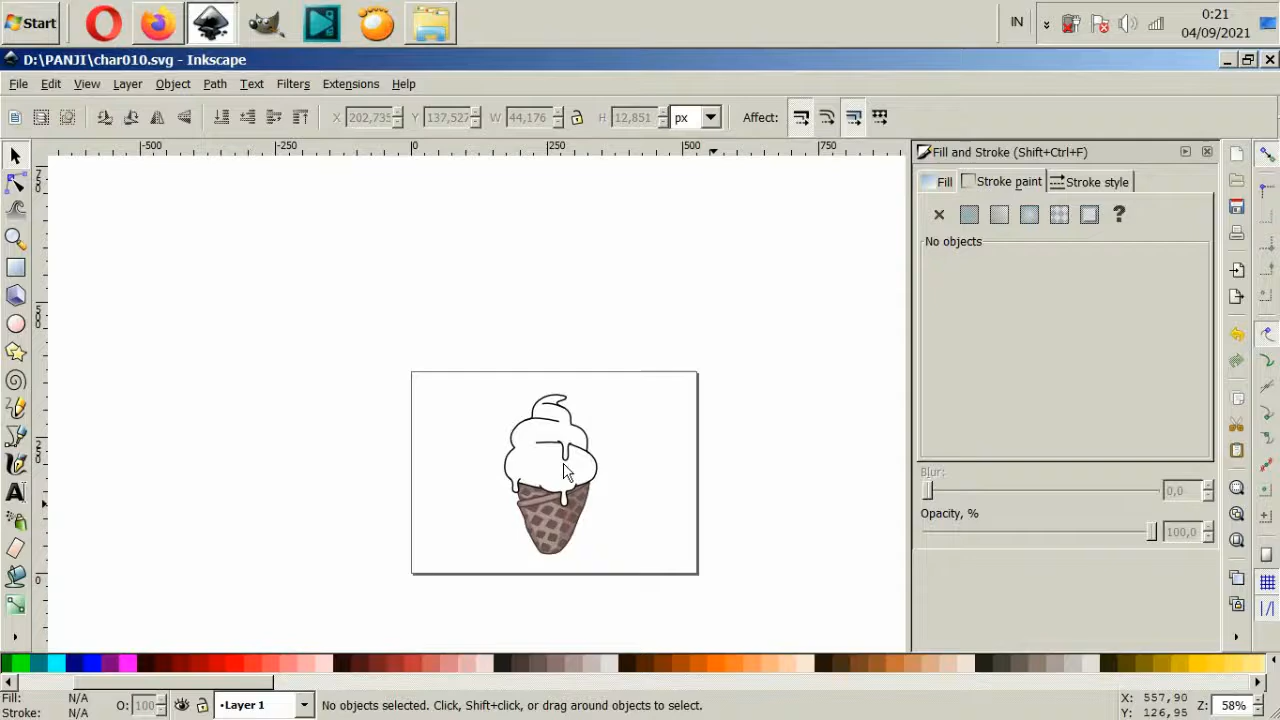 Start
IN
0:21
04/09/2021
D:\PANJI\char010.svg - Inkscape
File Edit View Layer Object Path Text Filters Extensions Help
X 202,735 Y 137,527 W 44,176 H 12,851 px Affect:
Fill and Stroke (Shift+Ctrl+F)
-500 -250 0 250 500 750
Fill Stroke paint Stroke style
?
No objects
Blur:
0,0
Opacity, %
100,0
Fill: N/A
Stroke: N/A
O: 100
•Layer 1
No objects selected. Click, Shift+click, or drag around objects to select.
X: 557,90
Y: 126,95
Z: 58%